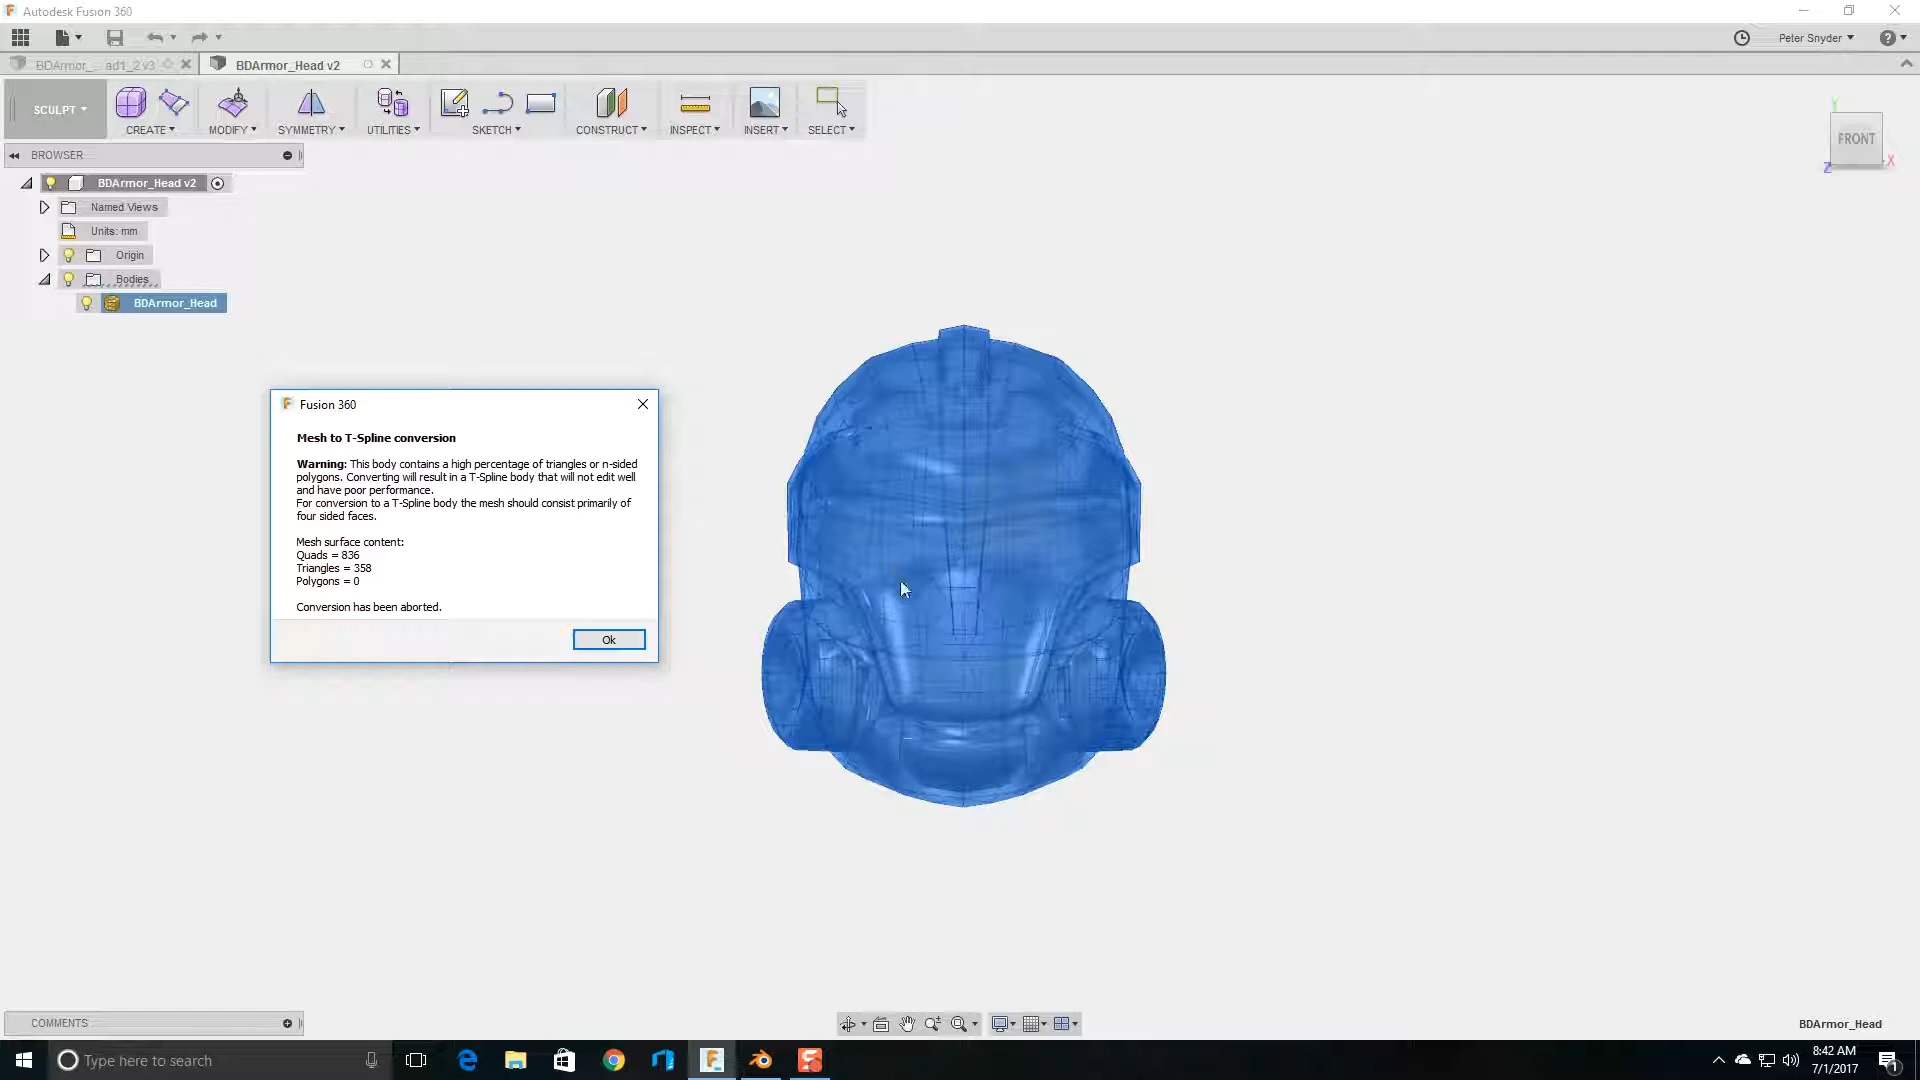 Autodesk Fusion 360
Peter Snyder
BDArmor_... ad1_2 v3
BDArmor_Head v2
SCULPT
CREATE
MODIFY
SYMMETRY
UTILITIES
SKETCH
CONSTRUCT
INSPECT
INSERT
SELECT
FRONT
Y
X
Z
BROWSER
BDArmor_Head v2
Named Views
Units: mm
Origin
Bodies
BDArmor_Head
Fusion 360
Mesh to T-Spline conversion
Warning: This body contains a high percentage of triangles or n-sided
polygons. Converting will result in a T-Spline body that will not edit well
and have poor performance.
For conversion to a T-Spline body the mesh should consist primarily of
four sided faces.
Mesh surface content:
Quads = 836
Triangles = 358
Polygons = 0
Conversion has been aborted.
Ok
COMMENTS
BDArmor_Head
Type here to search
8:42 AM
7/1/2017
1